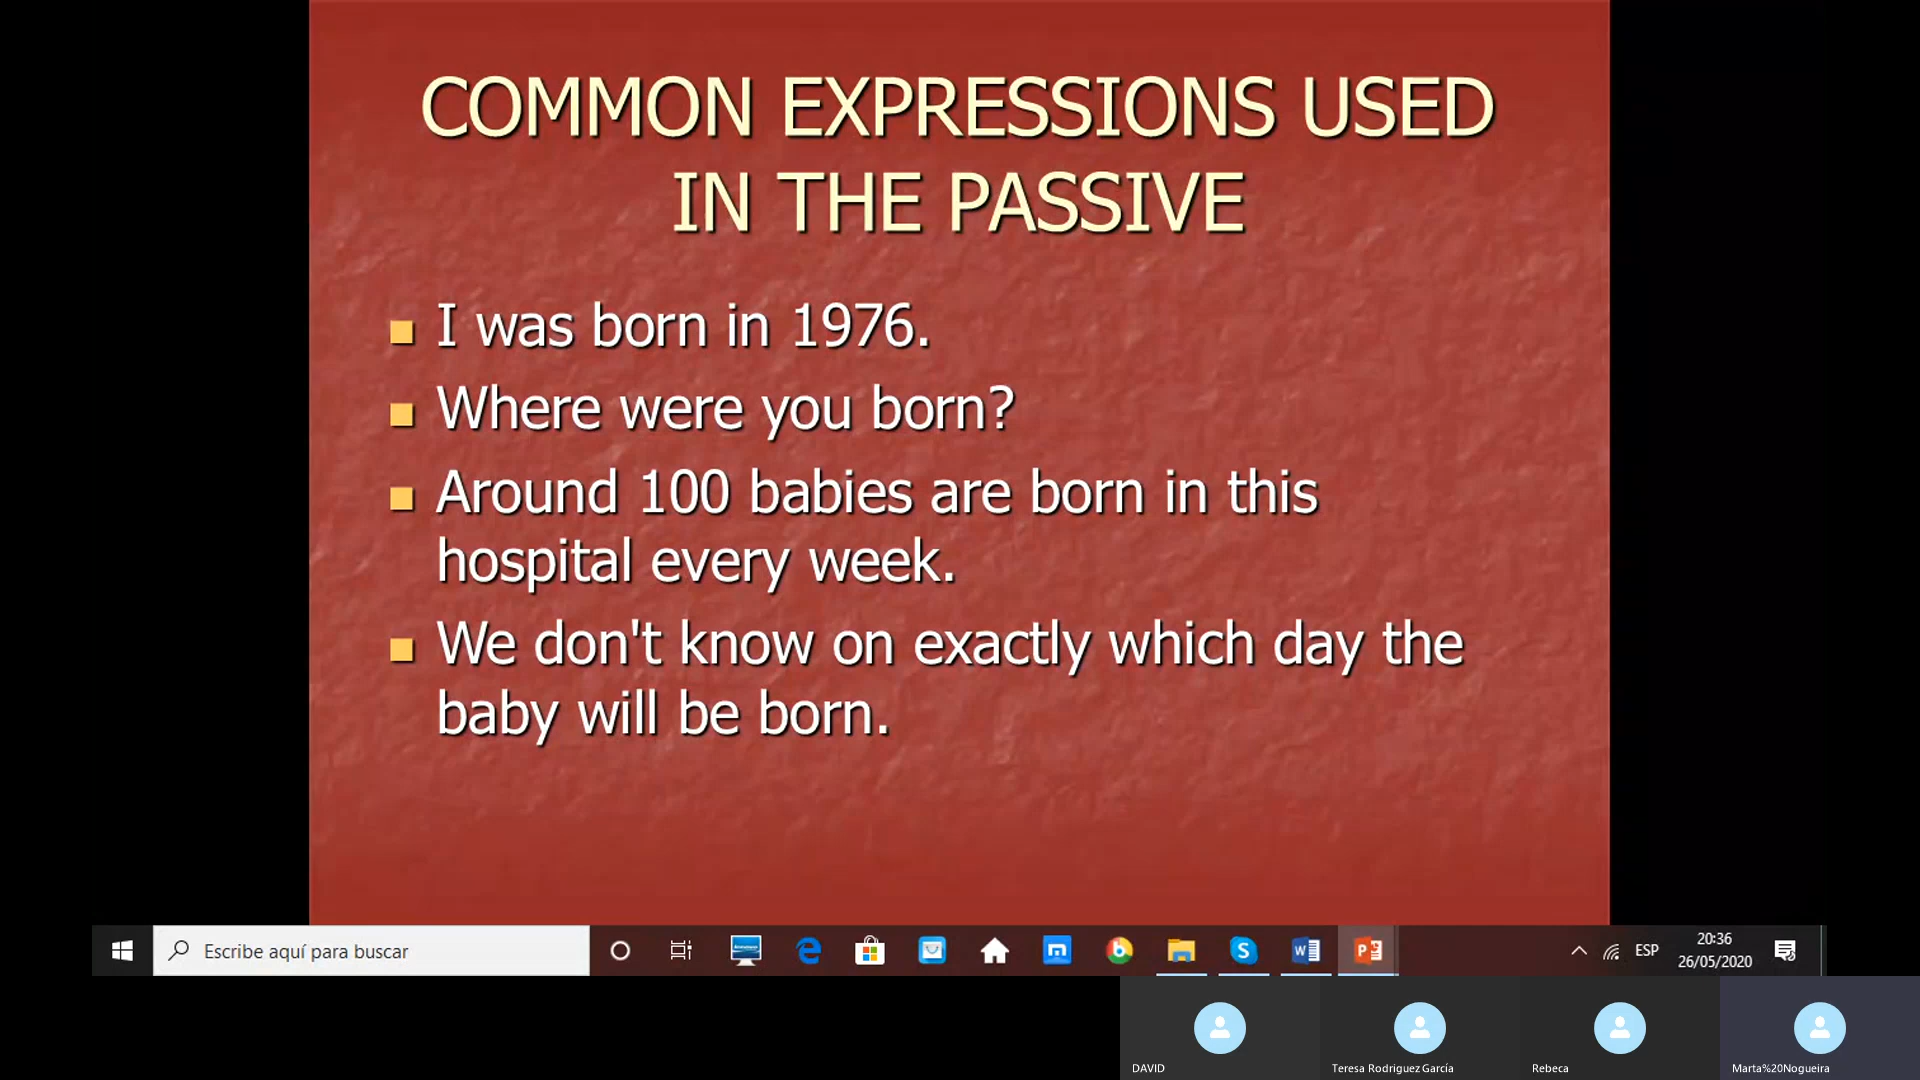 COMMON EXPRESSIONS USED
IN THE PASSIVE
I was born in 1976.
Where were you born?
Around 100 babies are born in this
hospital every week.
We don't know on exactly which day the
baby will be born.
Escribe aquí para buscar
ESP
20:36
26/05/2020
DAVID
Teresa Rodriguez García
Rebeca
Marta%20Nogueira